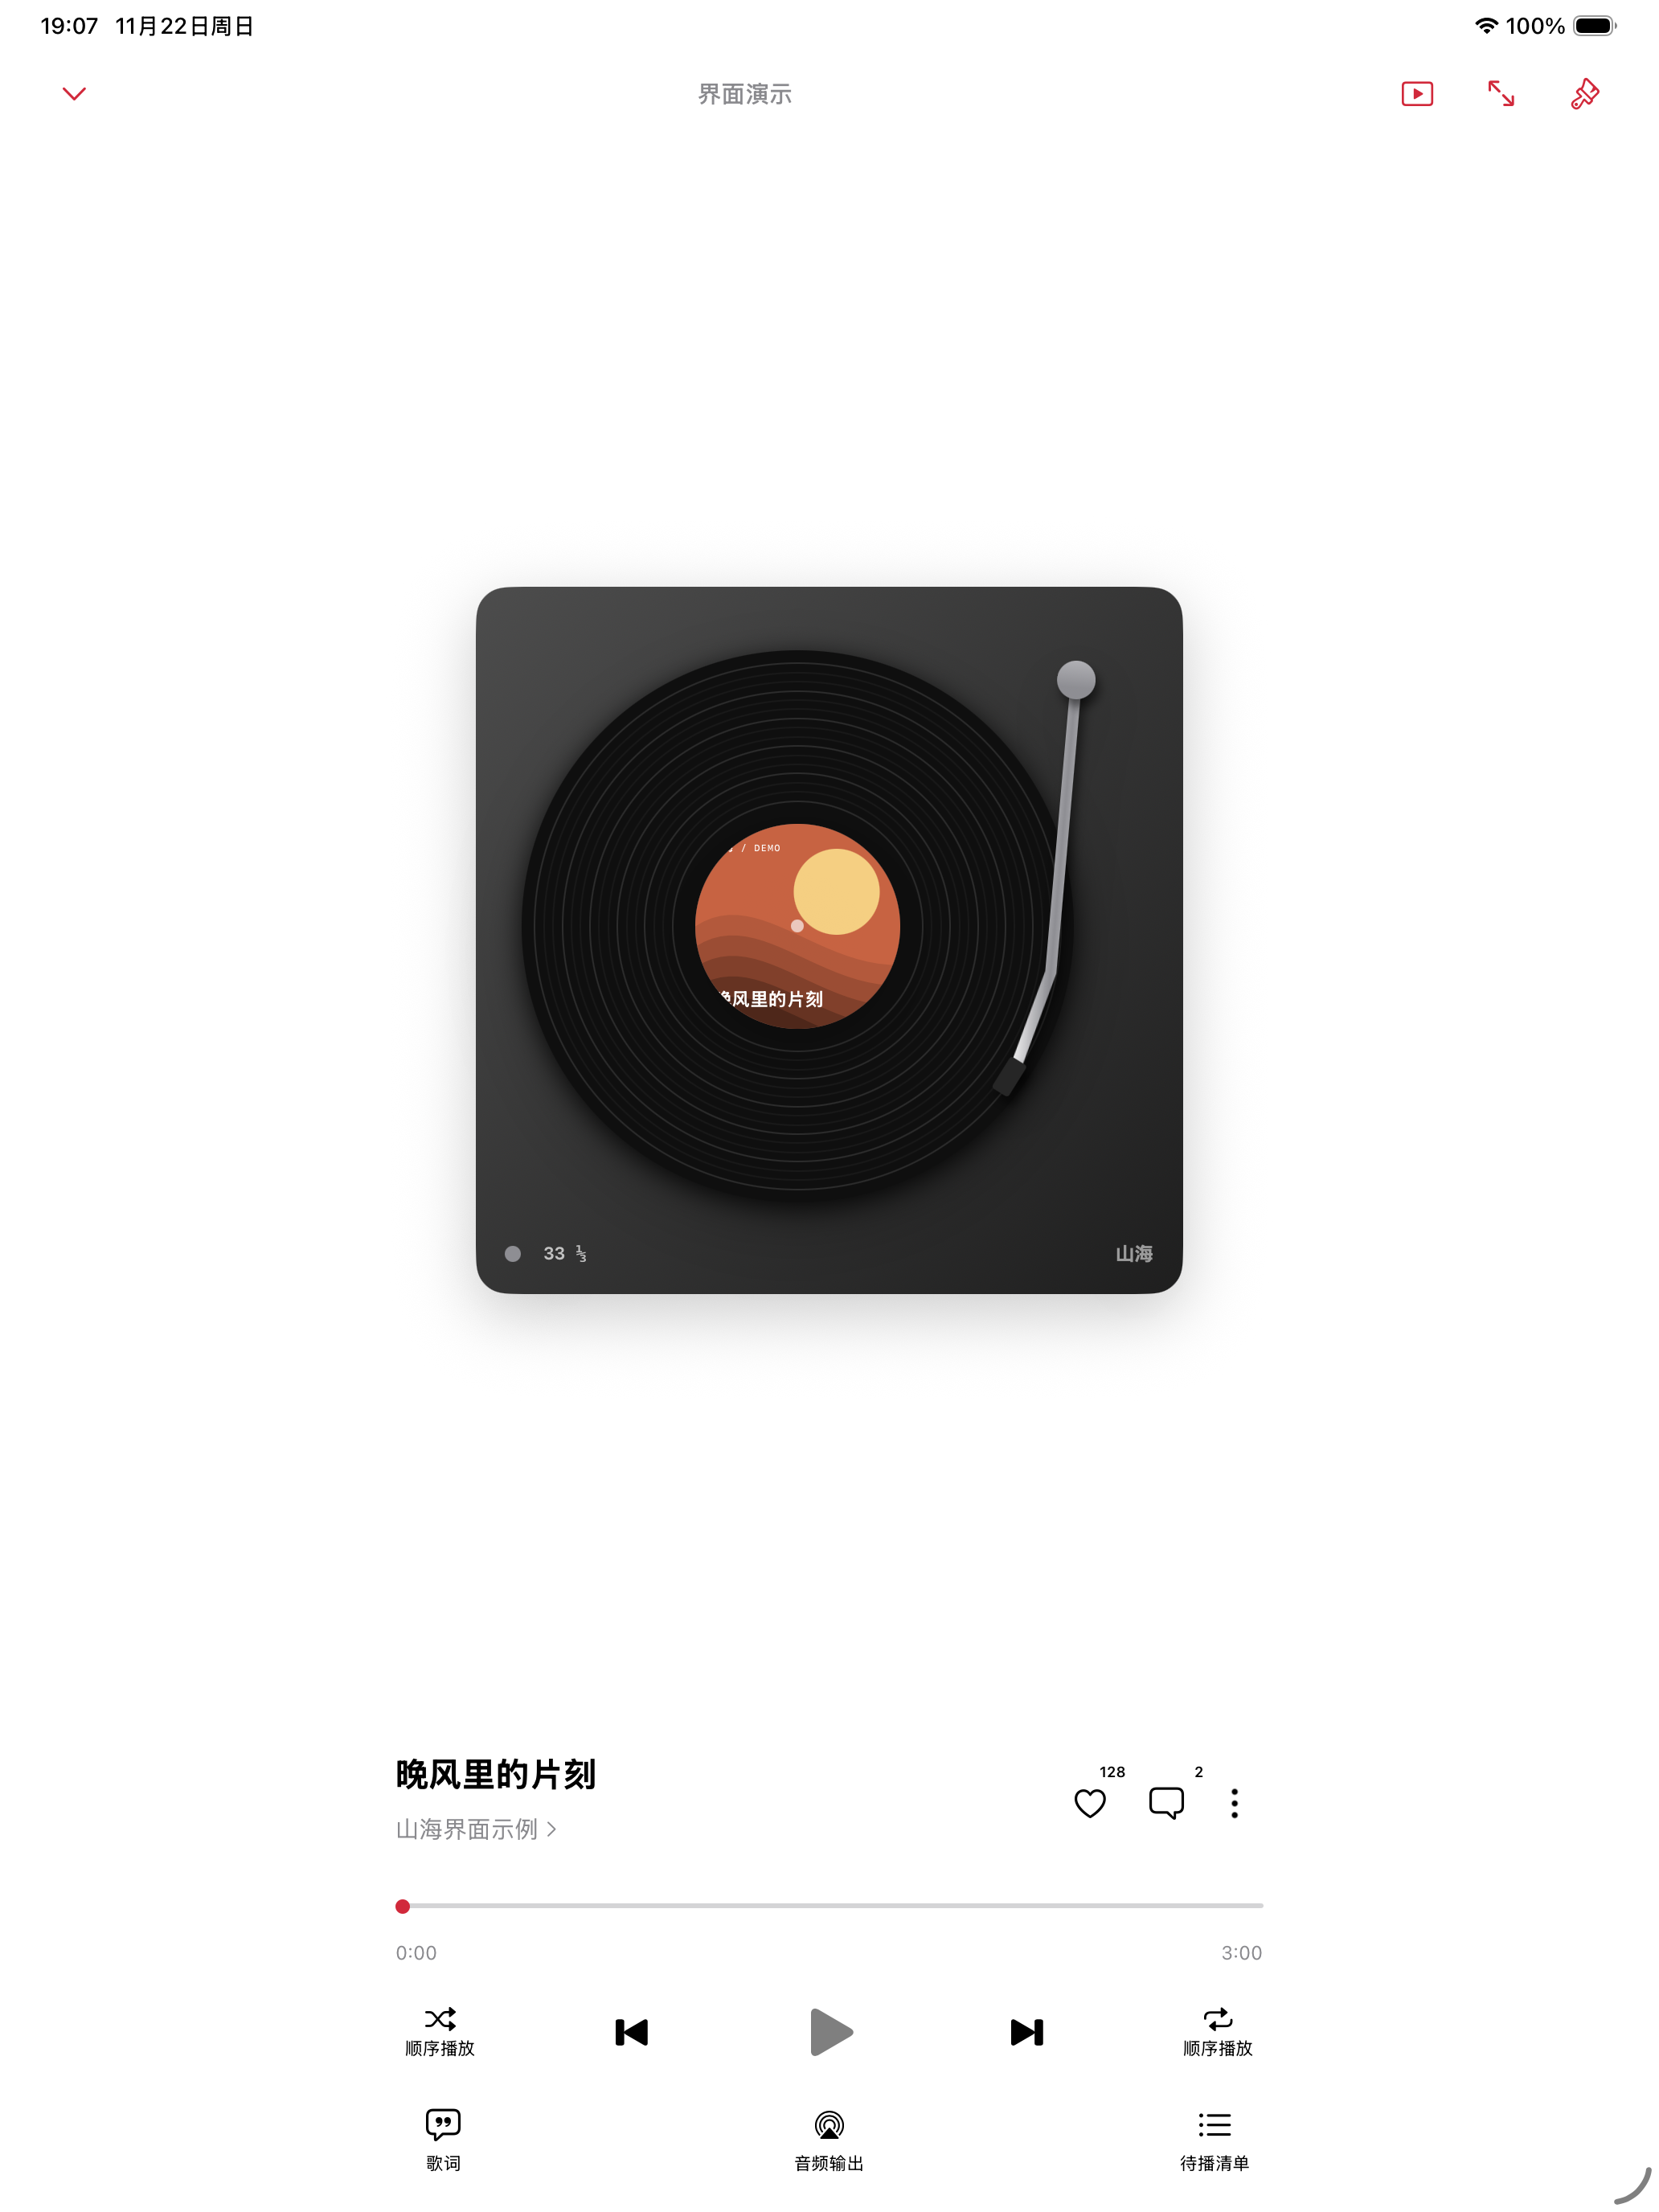 19:07 11月22日周日 100%
界面演示
/ DEMO
晚风里的片刻
33 ⅓ 山海
晚风里的片刻
128 2
山海界面示例
0:00 3:00
顺序播放 顺序播放
歌词 音频输出 待播清单